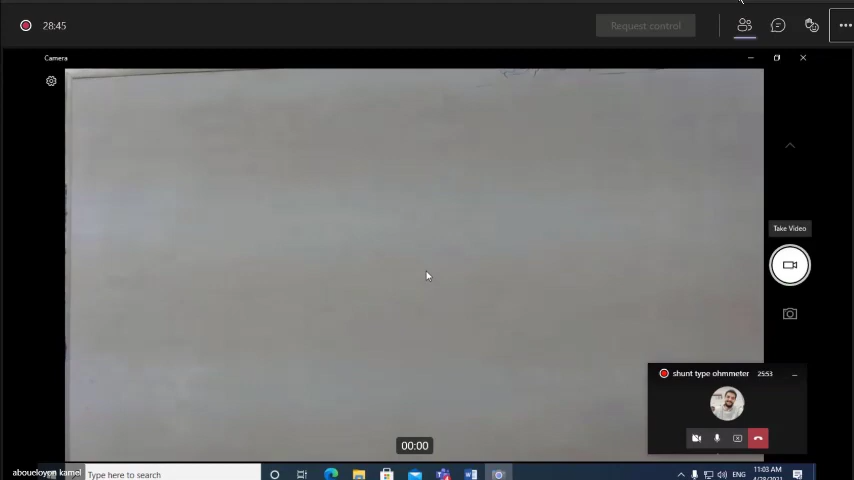 28:45
Request control
Camera
Take Video
shunt type ohmmeter 25:53
00:00
aboueloyon kamel
Type here to search
ENG
11:03 AM